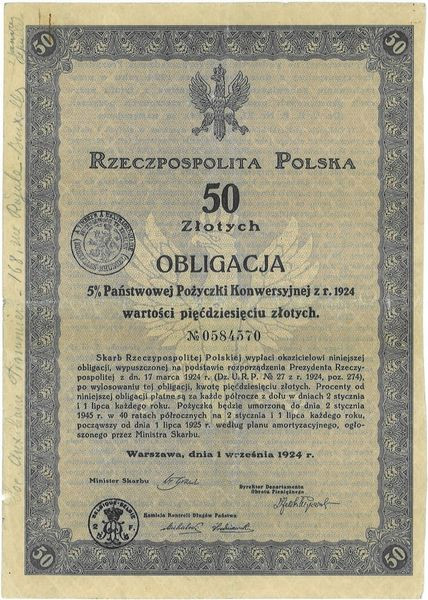 50 50
RZECZPOSPOLITA POLSKA
50
ZŁOTYCH
OBLIGACJA
5% Państwowej Pożyczki Konwersyjnej z r. 1924
wartości pięćdziesięciu złotych.
№ 0584570
Skarb Rzeczypospolitej Polskiej wypłaci okazicielowi niniejszej
obligacji, wypuszczonej na podstawie rozporządzenia Prezydenta Rzeczy-
pospolitej z dn. 17 marca 1924 r. (Dz. U. R. P. № 27 z r. 1924, poz. 274),
po wylosowaniu tej obligacji, kwotę pięćdziesięciu złotych. Procenty od
niniejszej obligacji płatne są za każde półrocze z dołu w dniach 2 stycznia
i 1 lipca każdego roku. Pożyczka będzie umorzona do dnia 2 stycznia
1945 r. w 40 ratach półrocznych na 2 stycznia i 1 lipca każdego roku,
począwszy od dnia 1 lipca 1925 r. według planu amortyzacyjnego, ogło-
szonego przez Ministra Skarbu.
Warszawa, dnia 1 września 1924 r.
Minister Skarbu
Dyrektor Departamentu
Obrotu Pieniężnego
Komisja Kontroli Długów Państwa
BELGIQUE-BELGIE
F.
50 50
168 rue Royale